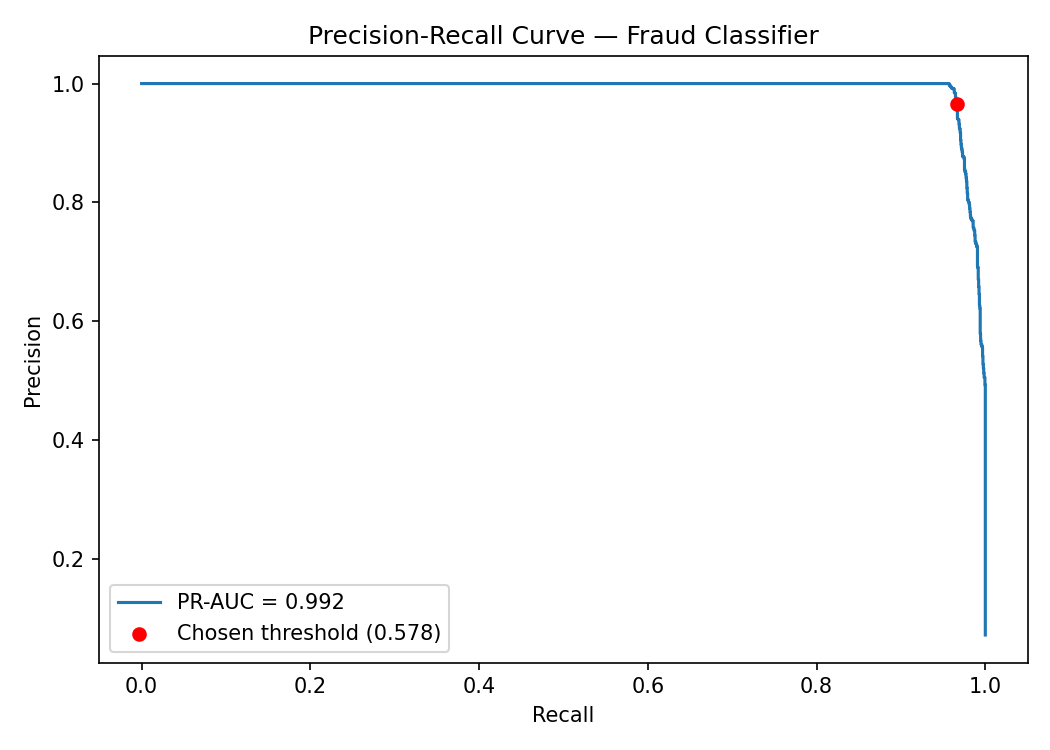 Precision-Recall Curve — Fraud Classifier
Precision
1.0
0.8
0.6
0.4
0.2
PR-AUC = 0.992
Chosen threshold (0.578)
0.0 0.2 0.4 0.6 0.8 1.0
Recall